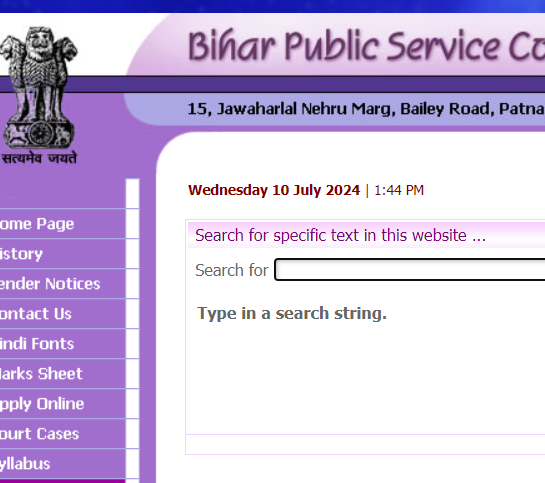 Bihar Public Service Co
15, Jawaharlal Nehru Marg, Bailey Road, Patna
सत्यमेव जयते
Wednesday 10 July 2024 | 1:44 PM
ome Page
istory
ender Notices
ontact Us
indi Fonts
arks Sheet
pply Online
ourt Cases
yllabus
Search for specific text in this website ...
Search for
Type in a search string.